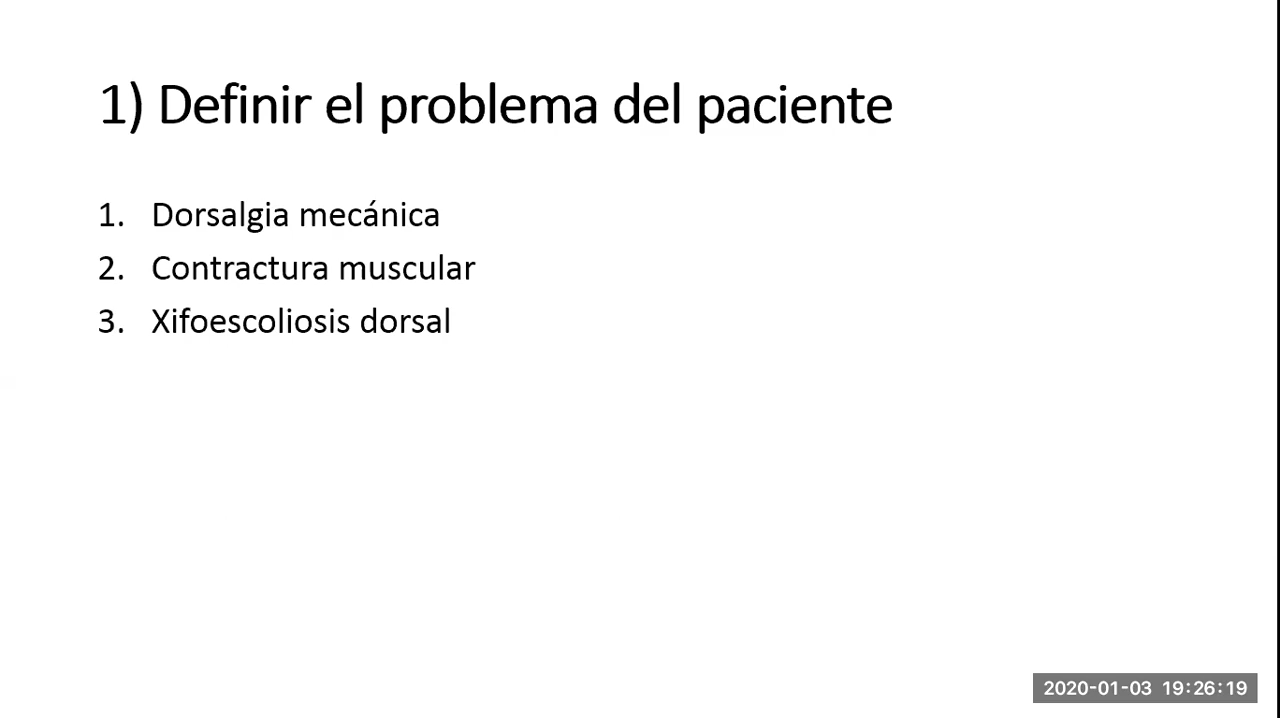 1) Definir el problema del paciente
1. Dorsalgia mecánica
2. Contractura muscular
3. Xifoescoliosis dorsal
2020-01-03 19:26:19